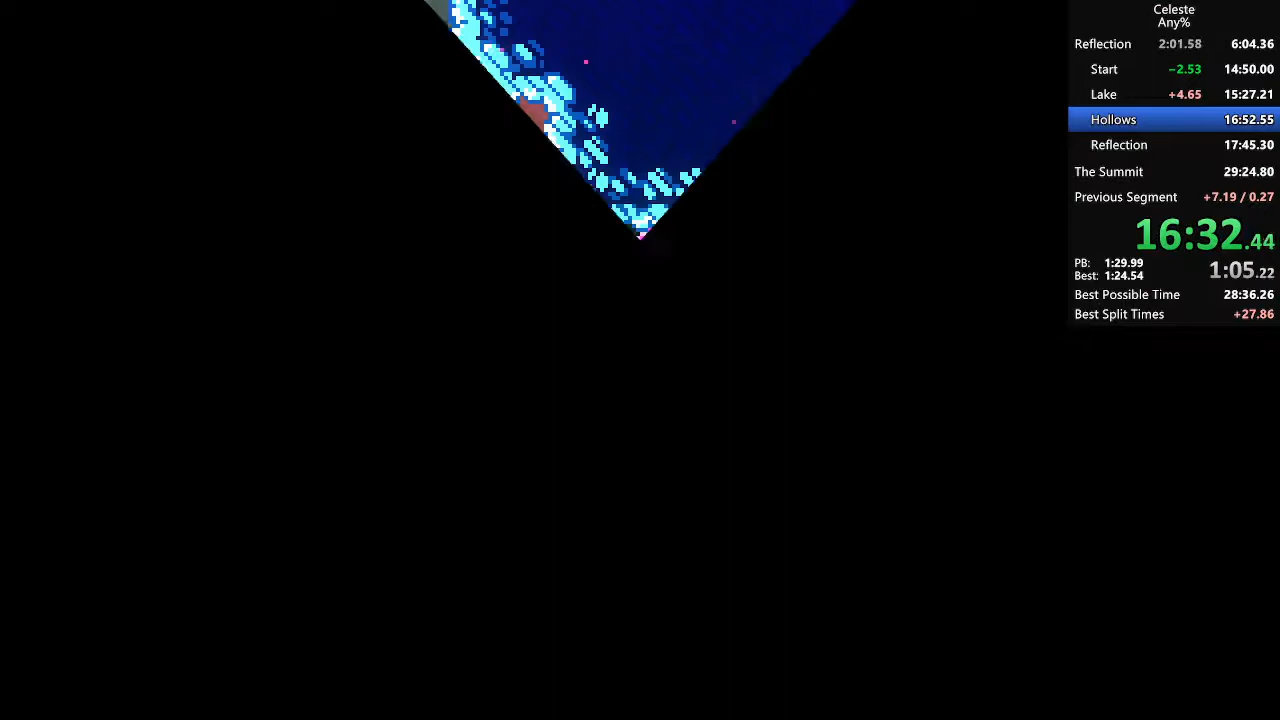 Celeste
Any%
Reflection 2:01.58 6:04.36
Start −2.53 14:50.00
Lake +4.65 15:27.21
Hollows 16:52.55
Reflection 17:45.30
The Summit 29:24.80
Previous Segment +7.19 / 0.27
16:32.44
PB: 1:29.99
Best: 1:24.54
1:05.22
Best Possible Time 28:36.26
Best Split Times +27.86